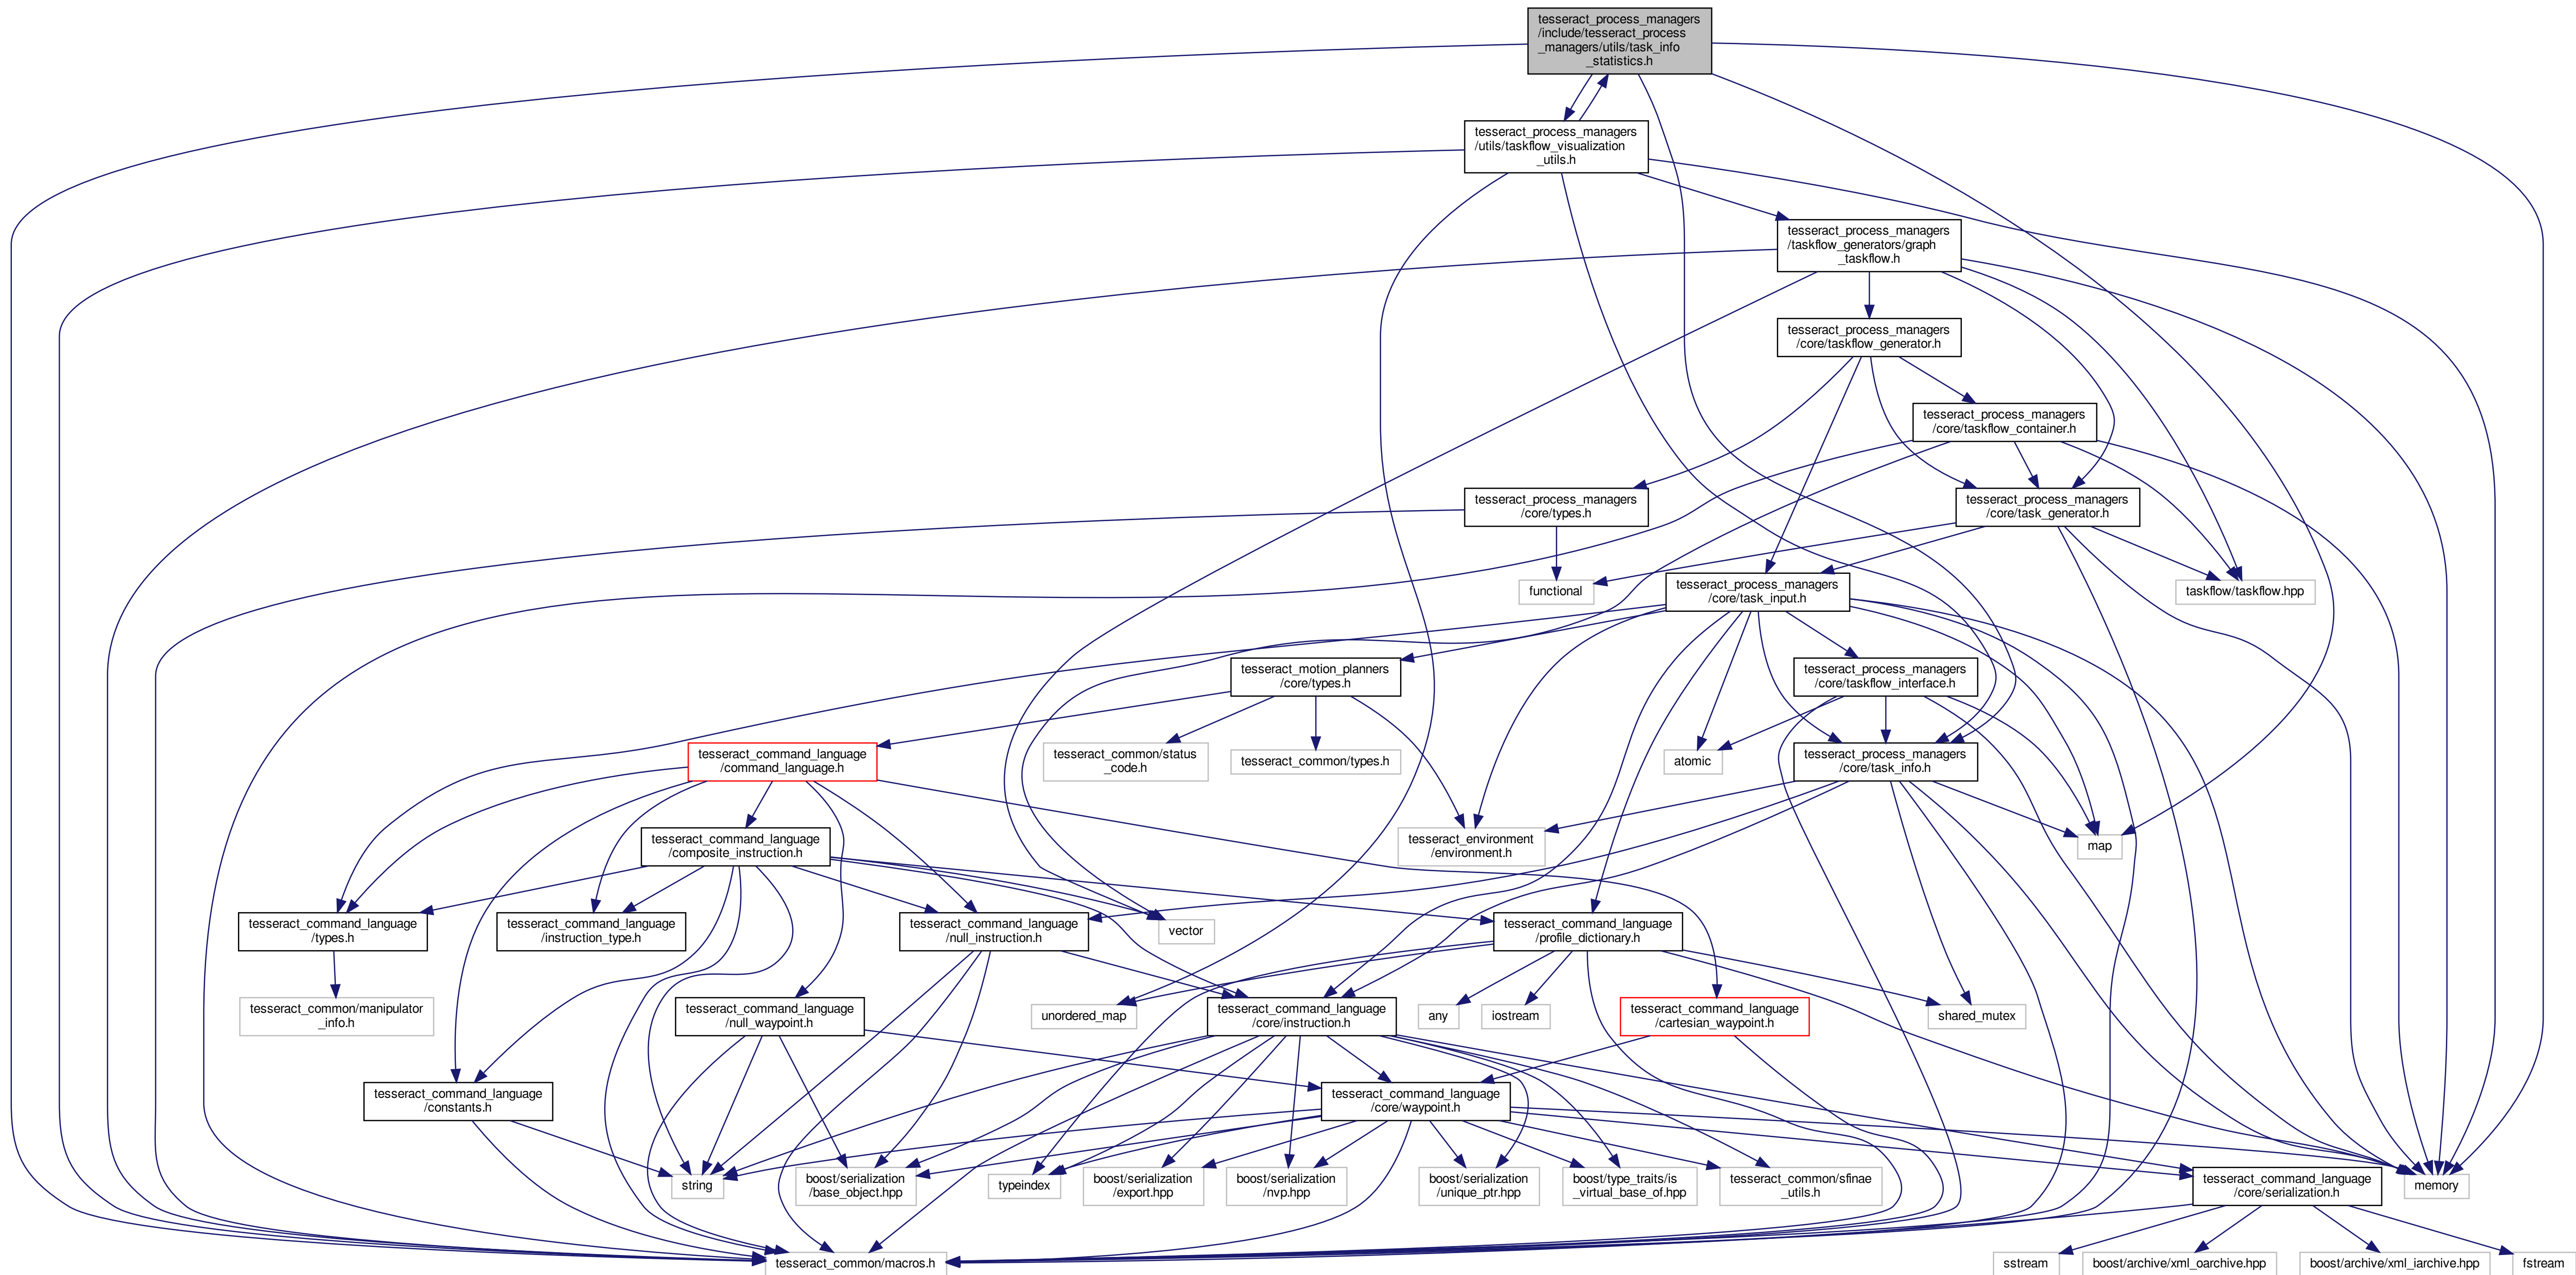 tesseract_process_managers
/include/tesseract_process
_managers/utils/task_info
_statistics.h
tesseract_process_managers
/utils/taskflow_visualization
_utils.h
tesseract_process_managers
/taskflow_generators/graph
_taskflow.h
tesseract_process_managers
/core/taskflow_generator.h
tesseract_process_managers
/core/taskflow_container.h
tesseract_process_managers
/core/types.h
tesseract_process_managers
/core/task_generator.h
functional
tesseract_process_managers
/core/task_input.h
taskflow/taskflow.hpp
tesseract_motion_planners
/core/types.h
tesseract_process_managers
/core/taskflow_interface.h
tesseract_command_language
/command_language.h
tesseract_common/status
_code.h
tesseract_common/types.h
atomic
tesseract_process_managers
/core/task_info.h
tesseract_command_language
/composite_instruction.h
tesseract_environment
/environment.h
map
tesseract_command_language
/types.h
tesseract_command_language
/instruction_type.h
tesseract_command_language
/null_instruction.h
vector
tesseract_command_language
/profile_dictionary.h
tesseract_common/manipulator
_info.h
tesseract_command_language
/null_waypoint.h
unordered_map
tesseract_command_language
/core/instruction.h
any
iostream
tesseract_command_language
/cartesian_waypoint.h
shared_mutex
tesseract_command_language
/constants.h
tesseract_command_language
/core/waypoint.h
string
boost/serialization
/base_object.hpp
typeindex
boost/serialization
/export.hpp
boost/serialization
/nvp.hpp
boost/serialization
/unique_ptr.hpp
boost/type_traits/is
_virtual_base_of.hpp
tesseract_common/sfinae
_utils.h
tesseract_command_language
/core/serialization.h
memory
tesseract_common/macros.h
sstream
boost/archive/xml_oarchive.hpp
boost/archive/xml_iarchive.hpp
fstream